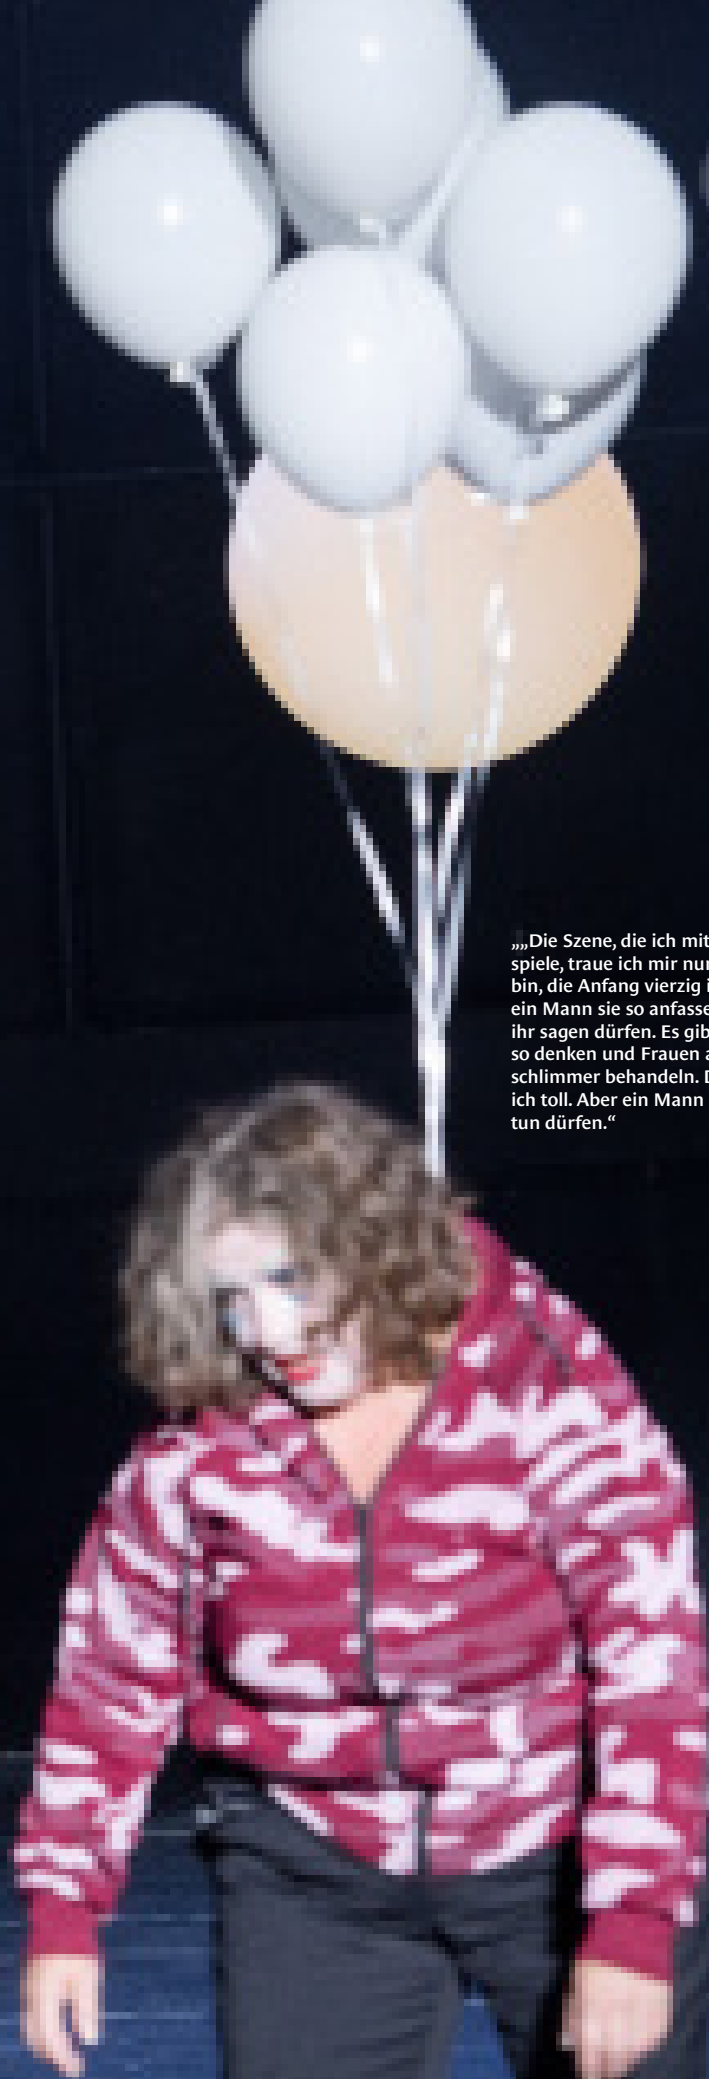 „„Die Szene, die ich mit
spiele, traue ich mir nur
bin, die Anfang vierzig i
ein Mann sie so anfasse
ihr sagen dürfen. Es gib
so denken und Frauen a
schlimmer behandeln. D
ich toll. Aber ein Mann
tun dürfen.“